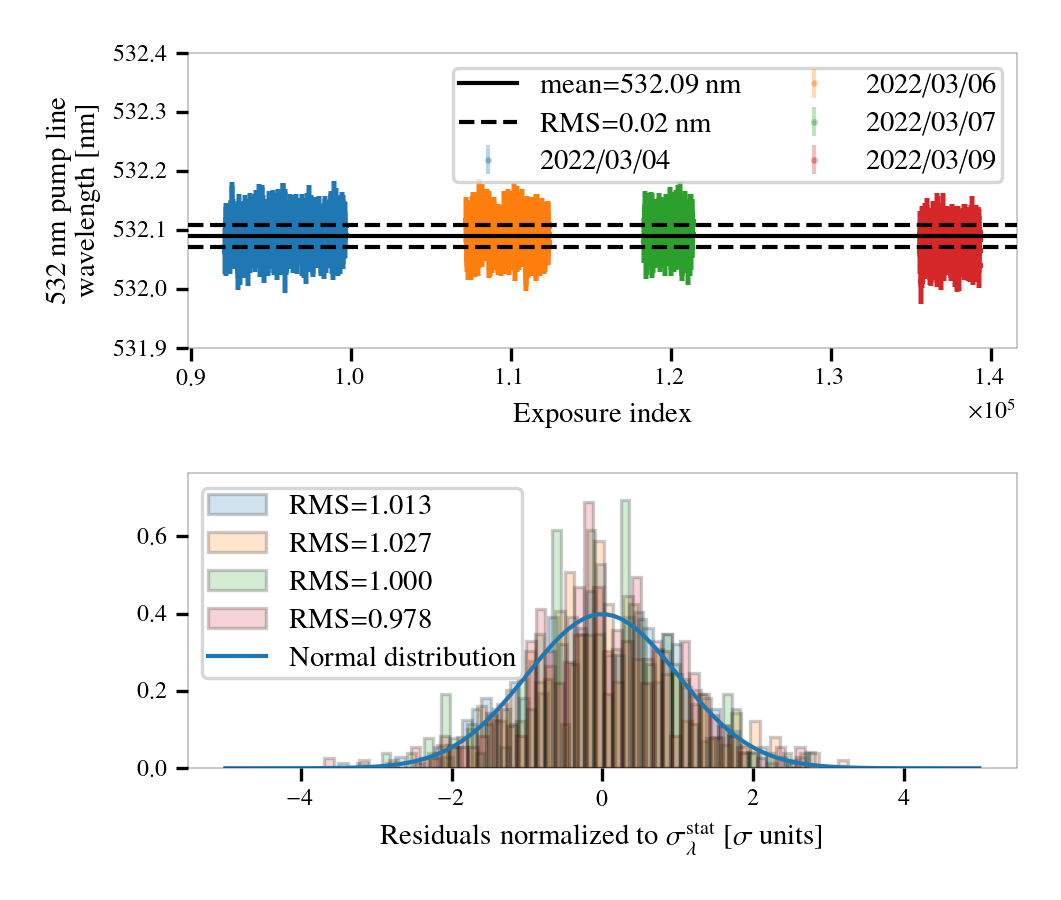 532.4
532.3
532.2
532.1
532.0
531.9
532 nm pump line
wavelength [nm]
mean=532.09 nm
RMS=0.02 nm
2022/03/04
2022/03/06
2022/03/07
2022/03/09
0.9 1.0 1.1 1.2 1.3 1.4
×10⁵
Exposure index
0.6
0.4
0.2
0.0
RMS=1.013
RMS=1.027
RMS=1.000
RMS=0.978
Normal distribution
−4 −2 0 2 4
Residuals normalized to σ_λ^stat [σ units]